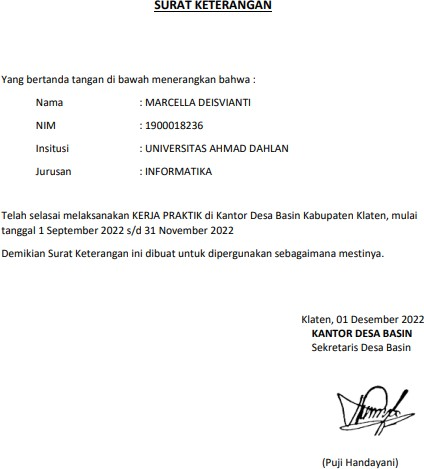 SURAT KETERANGAN
Yang bertanda tangan di bawah menerangkan bahwa :
Nama : MARCELLA DEISVIANTI
NIM : 1900018236
Insitusi : UNIVERSITAS AHMAD DAHLAN
Jurusan : INFORMATIKA
Telah selasai melaksanakan KERJA PRAKTIK di Kantor Desa Basin Kabupaten Klaten, mulai
tanggal 1 September 2022 s/d 31 November 2022
Demikian Surat Keterangan ini dibuat untuk dipergunakan sebagaimana mestinya.
Klaten, 01 Desember 2022
KANTOR DESA BASIN
Sekretaris Desa Basin
(Puji Handayani)